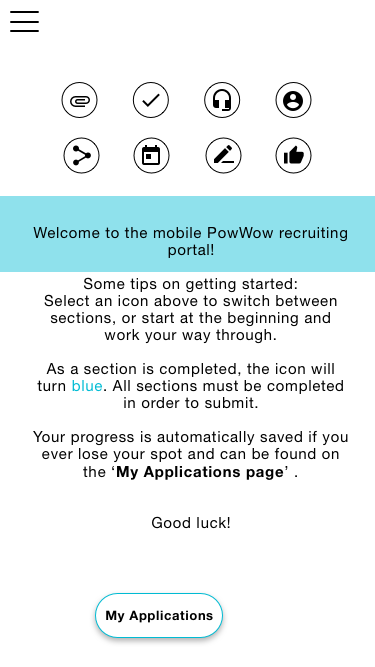 Welcome to the mobile PowWow recruiting
portal!
Some tips on getting started:
Select an icon above to switch between
sections, or start at the beginning and
work your way through.
As a section is completed, the icon will
turn blue. All sections must be completed
in order to submit.
Your progress is automatically saved if you
ever lose your spot and can be found on
the ‘My Applications page’ .
Good luck!
My Applications